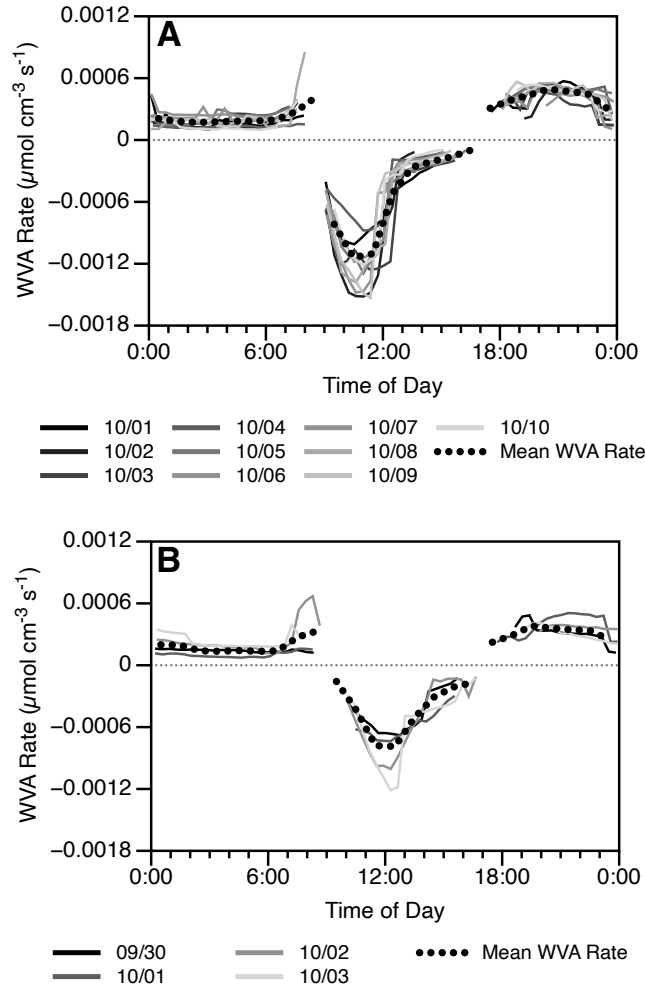 A
0.0012
0.0006
0
−0.0006
−0.0012
−0.0018
WVA Rate (µmol cm-3 s-1)
0:00 6:00 12:00 18:00 0:00
Time of Day
10/01 10/04 10/07 10/10
10/02 10/05 10/08 Mean WVA Rate
10/03 10/06 10/09
B
0.0012
0.0006
0
−0.0006
−0.0012
−0.0018
WVA Rate (µmol cm-3 s-1)
0:00 6:00 12:00 18:00 0:00
Time of Day
09/30 10/02 Mean WVA Rate
10/01 10/03